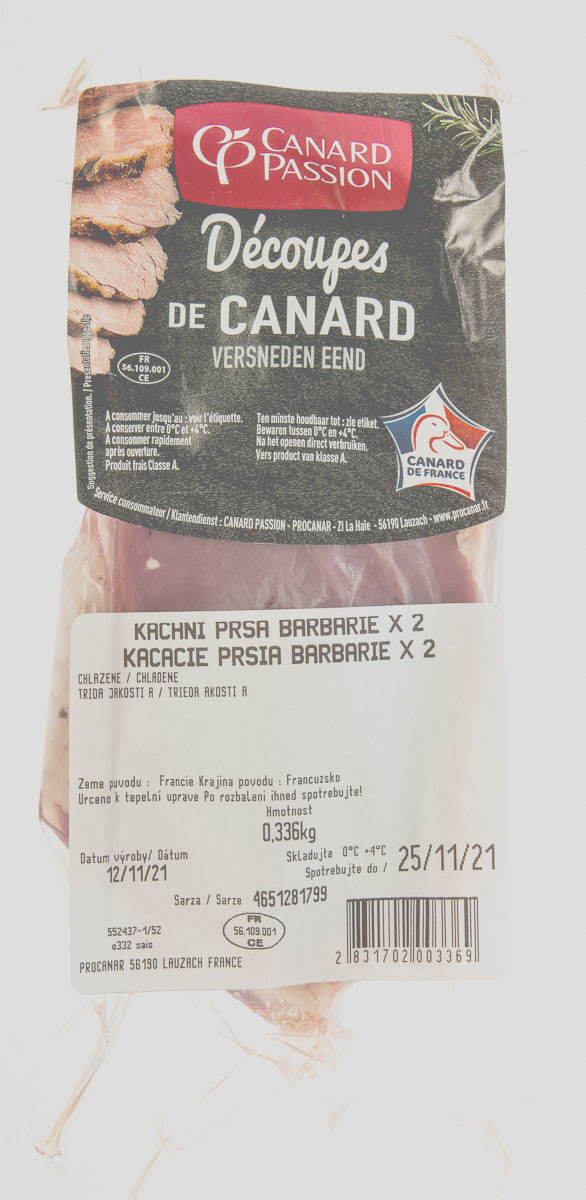 CANARD
PASSION
Découpes
DE CANARD
VERSNEDEN EEND
FR
56.109.001
CE
Suggestion de présentation. / Presentatiesuggestie
A consommer jusqu'au : voir l'étiquette.
A conserver entre 0°C et +4°C.
A consommer rapidement
après ouverture.
Produit frais Classe A.
Ten minste houdbaar tot : zie etiket.
Bewaren tussen 0°C en +4°C.
Na het openen direct verbruiken.
Vers product van klasse A.
CANARD
DE FRANCE
Service consommateur / Klantendienst : CANARD PASSION - PROCANAR - ZI La Haie - 56190 Lauzach - www.procanar.fr
KACHNI PRSA BARBARIE X 2
KACACIE PRSIA BARBARIE X 2
CHLAZENE / CHLADENE
TRIDA JAKOSTI A / TRIEDA AKOSTI A
Zeme puvodu : Francie Krajina povodu : Francuzsko
Urceno k tepelní uprave Po rozbaleni ihned spotrebujte!
Hmotnost
0,336kg
Datum výroby/ Dátum
12/11/21
Skladujte 0°C +4°C
Spotrebujte do / 25/11/21
Sarza / Sarze 4651281799
552437-1/52
e332 sais
FR
56.109.001
CE
PROCANAR 56190 LAUZACH FRANCE
2 831702 003369